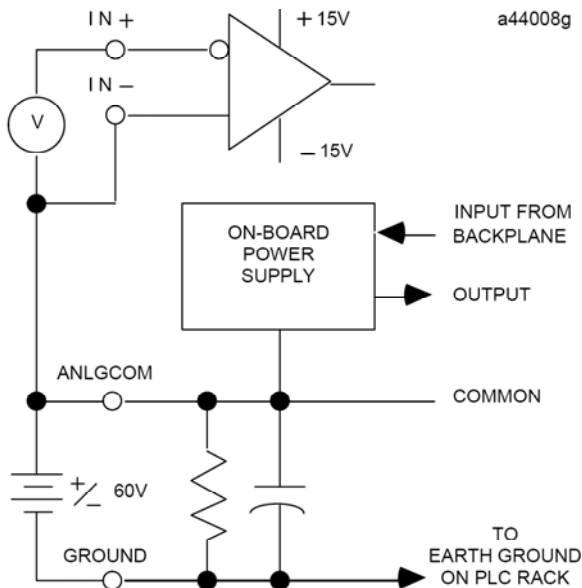 IN +
+ 15V
a44008g
IN –
V
– 15V
ON-BOARD
POWER
SUPPLY
INPUT FROM
BACKPLANE
OUTPUT
ANLGCOM
COMMON
+/–
60V
GROUND
TO
EARTH GROUND
ON PLC RACK